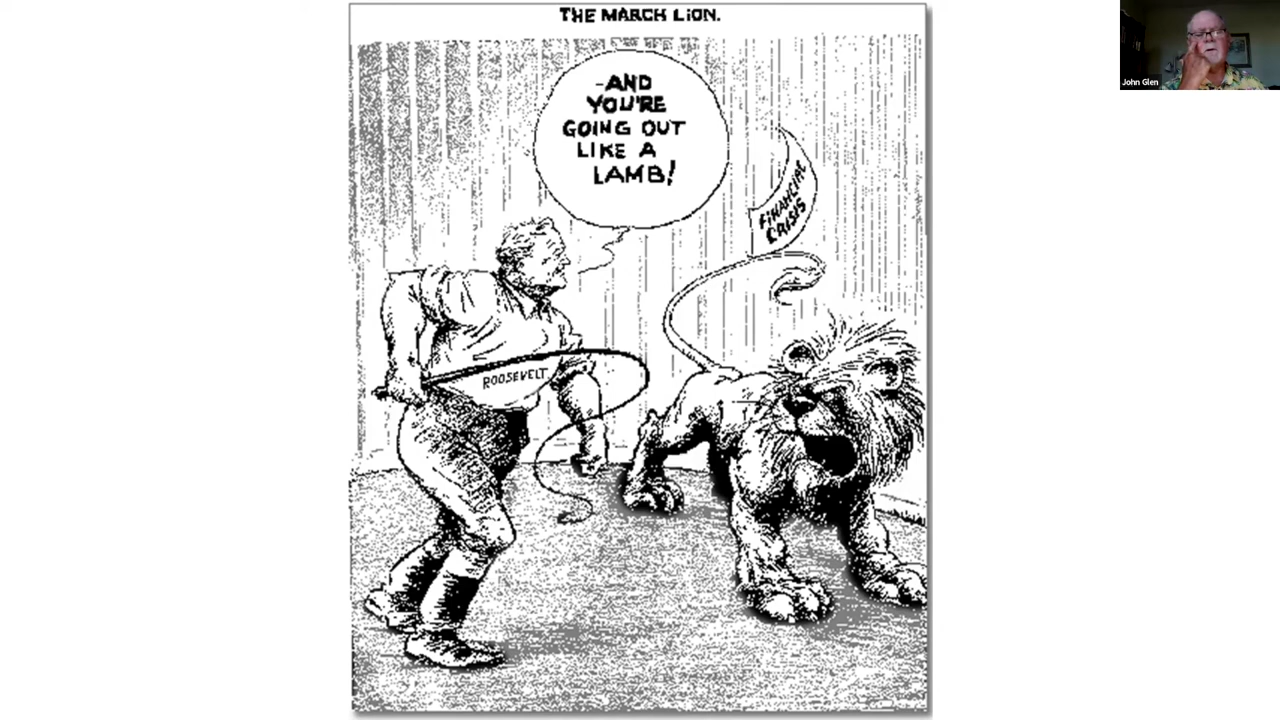 THE MARCH LION.
-AND
YOU'RE
GOING OUT
LIKE A
LAMB!
FINANCIAL
CRISIS
ROOSEVELT
John Glen